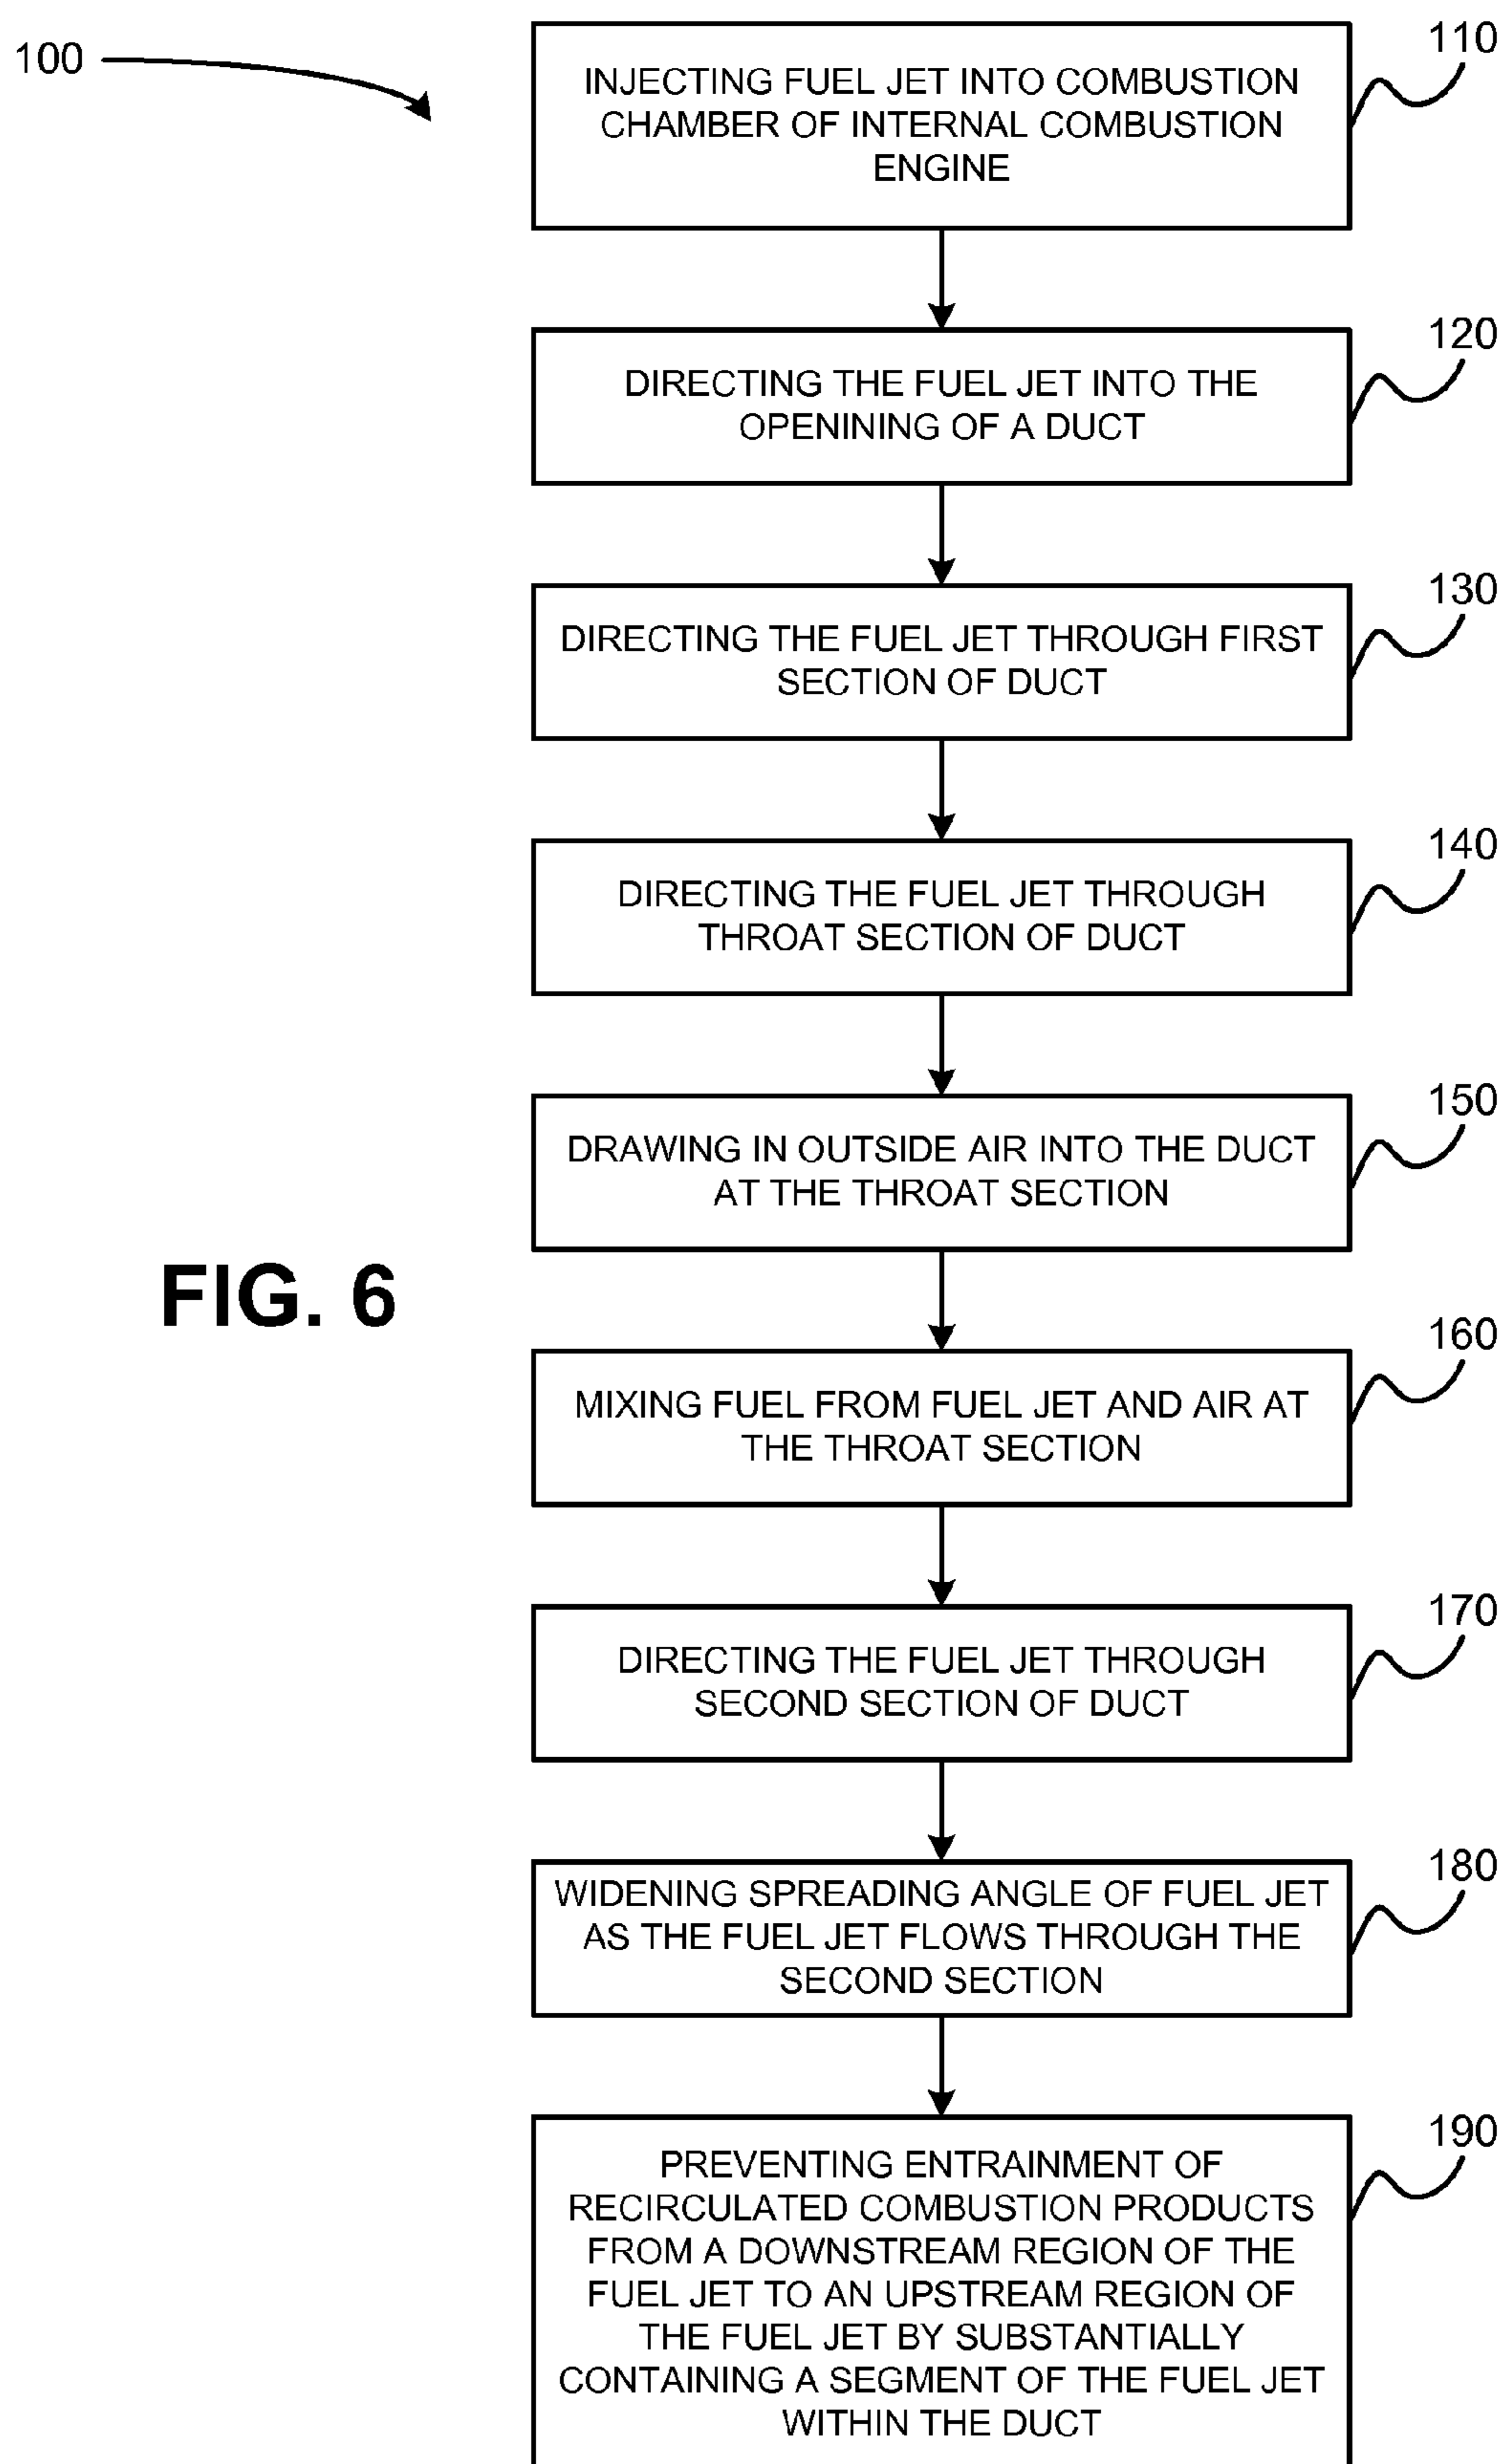 100
110
INJECTING FUEL JET INTO COMBUSTION
CHAMBER OF INTERNAL COMBUSTION
ENGINE
120
DIRECTING THE FUEL JET INTO THE
OPENINING OF A DUCT
130
DIRECTING THE FUEL JET THROUGH FIRST
SECTION OF DUCT
140
DIRECTING THE FUEL JET THROUGH
THROAT SECTION OF DUCT
150
DRAWING IN OUTSIDE AIR INTO THE DUCT
AT THE THROAT SECTION
FIG. 6
160
MIXING FUEL FROM FUEL JET AND AIR AT
THE THROAT SECTION
170
DIRECTING THE FUEL JET THROUGH
SECOND SECTION OF DUCT
180
WIDENING SPREADING ANGLE OF FUEL JET
AS THE FUEL JET FLOWS THROUGH THE
SECOND SECTION
190
PREVENTING ENTRAINMENT OF
RECIRCULATED COMBUSTION PRODUCTS
FROM A DOWNSTREAM REGION OF THE
FUEL JET TO AN UPSTREAM REGION OF
THE FUEL JET BY SUBSTANTIALLY
CONTAINING A SEGMENT OF THE FUEL JET
WITHIN THE DUCT